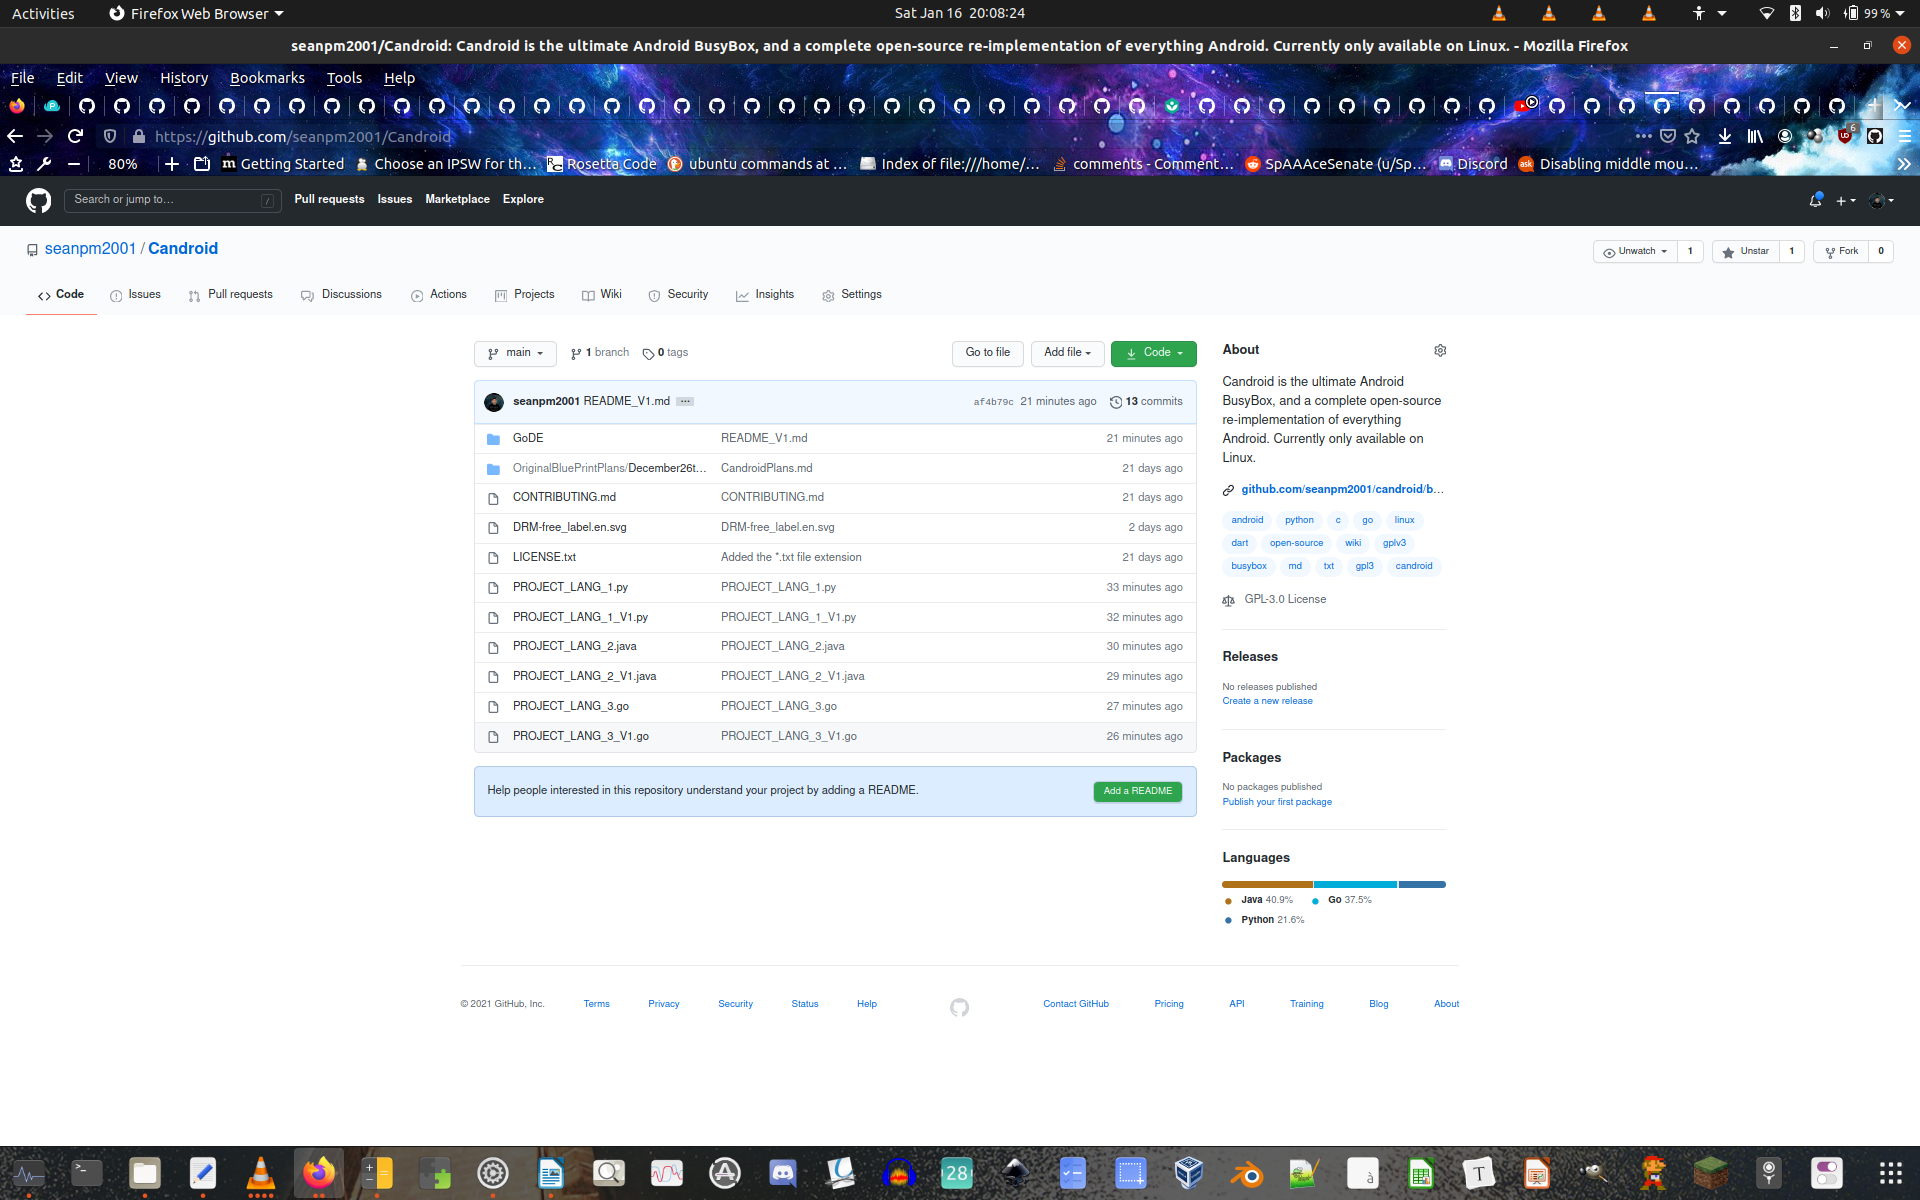 Activities Firefox Web Browser Sat Jan 16 20:08:24 99 %
seanpm2001/Candroid: Candroid is the ultimate Android BusyBox, and a complete open-source re-implementation of everything Android. Currently only available on Linux. - Mozilla Firefox
File Edit View History Bookmarks Tools Help
https://github.com/seanpm2001/Candroid 6
80% Getting Started Choose an IPSW for th… Rosetta Code ubuntu commands at … Index of file:///home/… comments - Comment… SpAAAceSenate (u/Sp… Discord Disabling middle mou…
Search or jump to… / Pull requests Issues Marketplace Explore
seanpm2001 / Candroid Unwatch 1 Unstar 1 Fork 0
Code Issues Pull requests Discussions Actions Projects Wiki Security Insights Settings
main 1 branch 0 tags Go to file Add file Code
seanpm2001 README_V1.md ... af4b79c 21 minutes ago 13 commits
GoDE README_V1.md 21 minutes ago
OriginalBluePrintPlans/December26t… CandroidPlans.md 21 days ago
CONTRIBUTING.md CONTRIBUTING.md 21 days ago
DRM-free_label.en.svg DRM-free_label.en.svg 2 days ago
LICENSE.txt Added the *.txt file extension 21 days ago
PROJECT_LANG_1.py PROJECT_LANG_1.py 33 minutes ago
PROJECT_LANG_1_V1.py PROJECT_LANG_1_V1.py 32 minutes ago
PROJECT_LANG_2.java PROJECT_LANG_2.java 30 minutes ago
PROJECT_LANG_2_V1.java PROJECT_LANG_2_V1.java 29 minutes ago
PROJECT_LANG_3.go PROJECT_LANG_3.go 27 minutes ago
PROJECT_LANG_3_V1.go PROJECT_LANG_3_V1.go 26 minutes ago
Help people interested in this repository understand your project by adding a README. Add a README
About
Candroid is the ultimate Android
BusyBox, and a complete open-source
re-implementation of everything
Android. Currently only available on
Linux.
github.com/seanpm2001/candroid/b…
android python c go linux
dart open-source wiki gplv3
busybox md txt gpl3 candroid
GPL-3.0 License
Releases
No releases published
Create a new release
Packages
No packages published
Publish your first package
Languages
Java 40.9% Go 37.5%
Python 21.6%
© 2021 GitHub, Inc. Terms Privacy Security Status Help Contact GitHub Pricing API Training Blog About
28